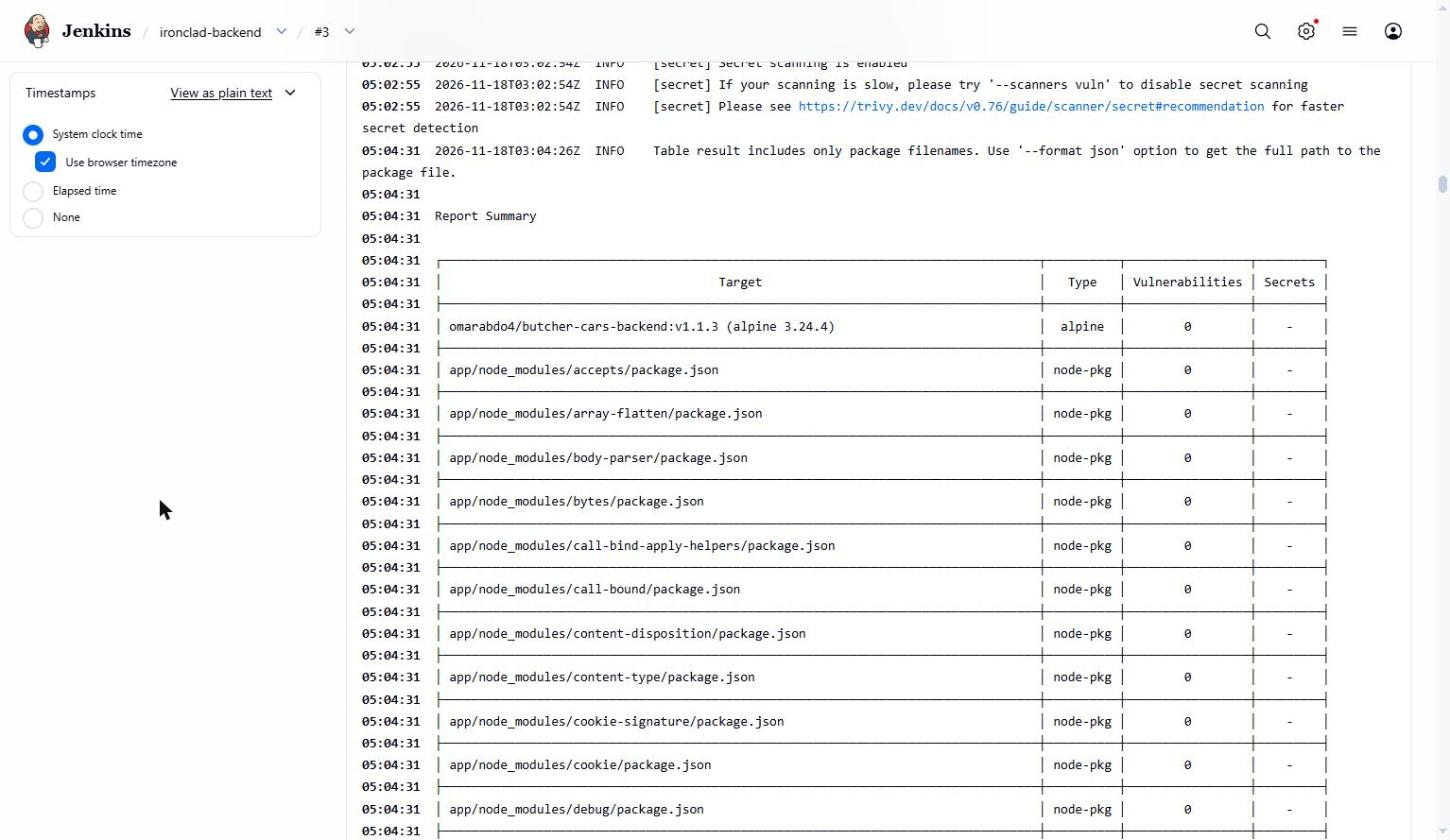 Jenkins / ironclad-backend / #3
Timestamps View as plain text
System clock time
Use browser timezone
Elapsed time
None
05:02:55 2026-11-18T03:02:54Z INFO [secret] Secret scanning is enabled
05:02:55 2026-11-18T03:02:54Z INFO [secret] If your scanning is slow, please try '--scanners vuln' to disable secret scanning
05:02:55 2026-11-18T03:02:54Z INFO [secret] Please see https://trivy.dev/docs/v0.76/guide/scanner/secret#recommendation for faster
secret detection
05:04:31 2026-11-18T03:04:26Z INFO Table result includes only package filenames. Use '--format json' option to get the full path to the
package file.
05:04:31
05:04:31 Report Summary
05:04:31
05:04:31
05:04:31 Target Type Vulnerabilities Secrets
05:04:31
05:04:31 omarabdo4/butcher-cars-backend:v1.1.3 (alpine 3.24.4) alpine 0 -
05:04:31
05:04:31 app/node_modules/accepts/package.json node-pkg 0 -
05:04:31
05:04:31 app/node_modules/array-flatten/package.json node-pkg 0 -
05:04:31
05:04:31 app/node_modules/body-parser/package.json node-pkg 0 -
05:04:31
05:04:31 app/node_modules/bytes/package.json node-pkg 0 -
05:04:31
05:04:31 app/node_modules/call-bind-apply-helpers/package.json node-pkg 0 -
05:04:31
05:04:31 app/node_modules/call-bound/package.json node-pkg 0 -
05:04:31
05:04:31 app/node_modules/content-disposition/package.json node-pkg 0 -
05:04:31
05:04:31 app/node_modules/content-type/package.json node-pkg 0 -
05:04:31
05:04:31 app/node_modules/cookie-signature/package.json node-pkg 0 -
05:04:31
05:04:31 app/node_modules/cookie/package.json node-pkg 0 -
05:04:31
05:04:31 app/node_modules/debug/package.json node-pkg 0 -
05:04:31